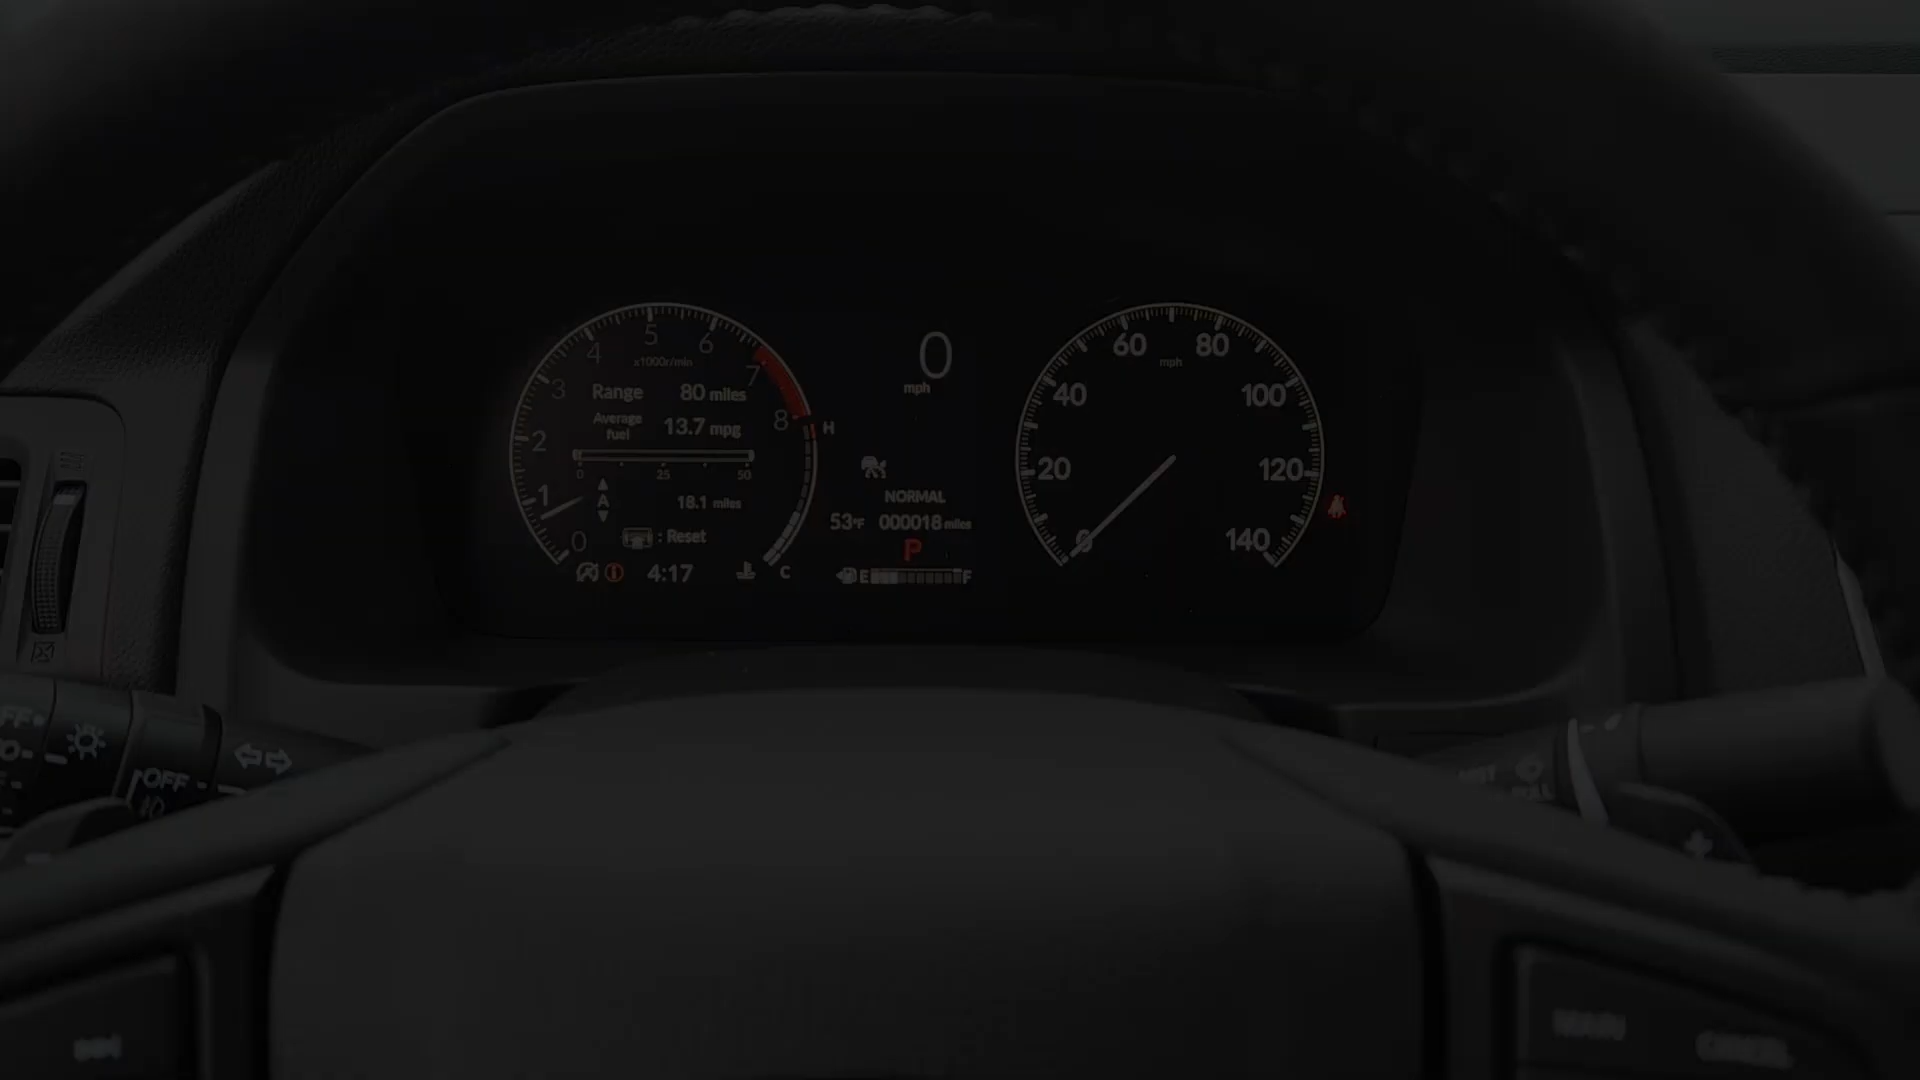 5
4
6
x1000r/min
3
7
Range 80 miles
Average fuel 13.7 mpg
8
H
2
0 25 50
1
A 18.1 miles
0
: Reset
4:17
C
0
mph
NORMAL
53°F 000018 miles
P
E F
60 80
mph
40 100
20 120
0 140
OFF
MAIN
CANCEL